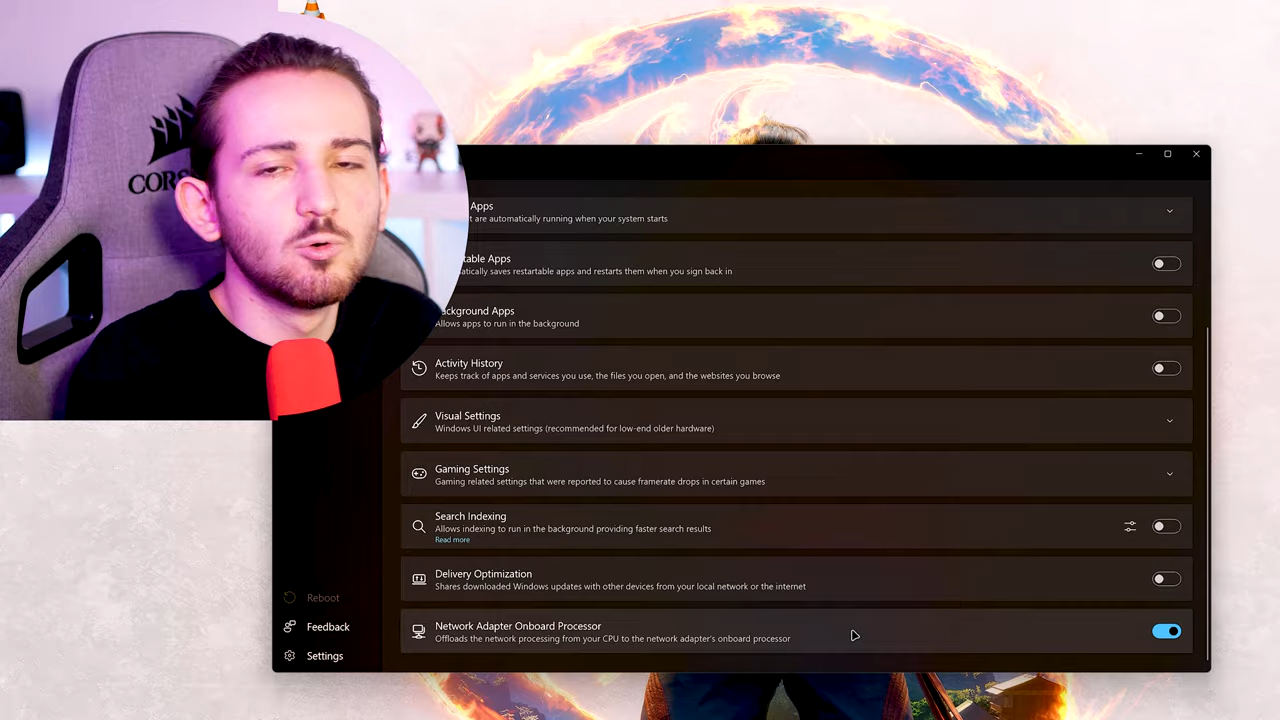 CORS
Apps
t are automatically running when your system starts
table Apps
atically saves restartable apps and restarts them when you sign back in
ckground Apps
Allows apps to run in the background
Activity History
Keeps track of apps and services you use, the files you open, and the websites you browse
Visual Settings
Windows UI related settings (recommended for low-end older hardware)
Gaming Settings
Gaming related settings that were reported to cause framerate drops in certain games
Search Indexing
Allows indexing to run in the background providing faster search results
Read more
Delivery Optimization
Shares downloaded Windows updates with other devices from your local network or the internet
Network Adapter Onboard Processor
Offloads the network processing from your CPU to the network adapter's onboard processor
Reboot
Feedback
Settings